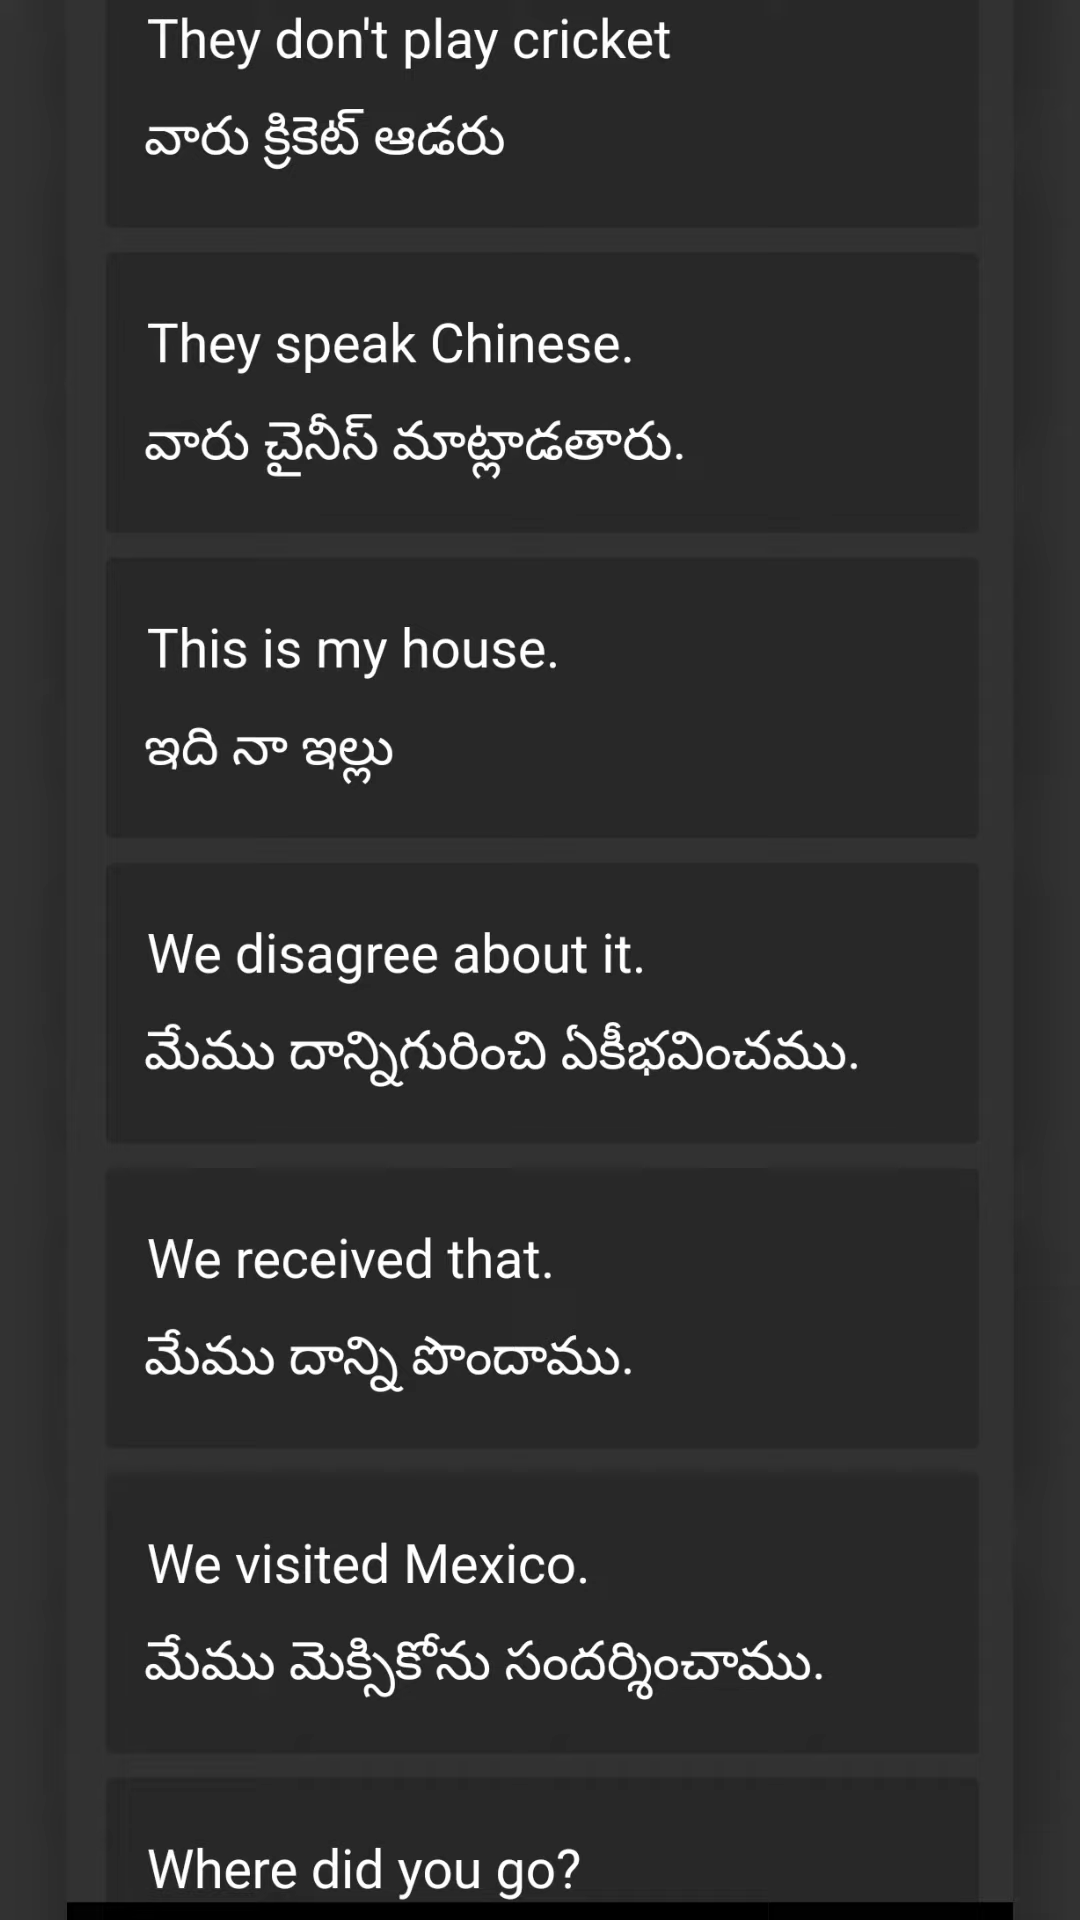 They don't play cricket
వారు క్రికెట్ ఆడరు
They speak Chinese.
వారు చైనీస్ మాట్లాడతారు.
This is my house.
ఇది నా ఇల్లు
We disagree about it.
మేము దాన్నిగురించి ఏకీభవించము.
We received that.
మేము దాన్ని పొందాము.
We visited Mexico.
మేము మెక్సికోను సందర్శించాము.
Where did you go?